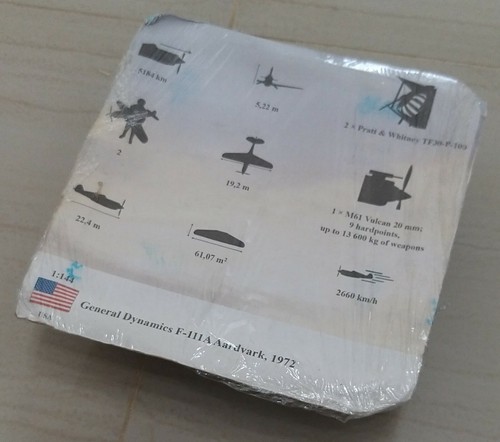 5184 km
5,22 m
2 × Pratt & Whitney TF30-P-100
2
19,2 m
1 × M61 Vulcan 20 mm;
9 hardpoints,
up to 13 600 kg of weapons
22,4 m
61,07 m²
2660 km/h
1:144
USA
General Dynamics F-111A Aardvark, 1972